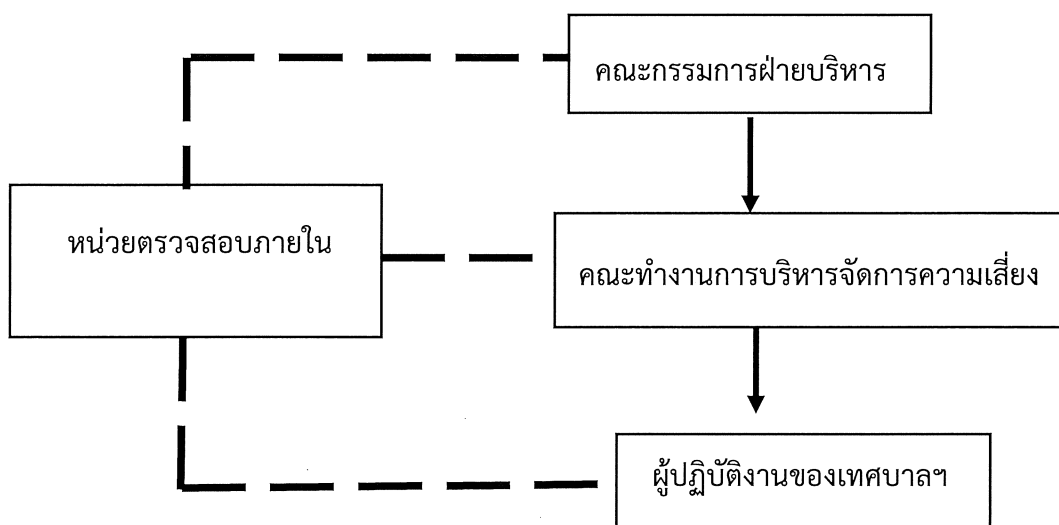 คณะกรรมการฝ่ายบริหาร
หน่วยตรวจสอบภายใน
คณะทำงานการบริหารจัดการความเสี่ยง
ผู้ปฏิบัติงานของเทศบาลฯ